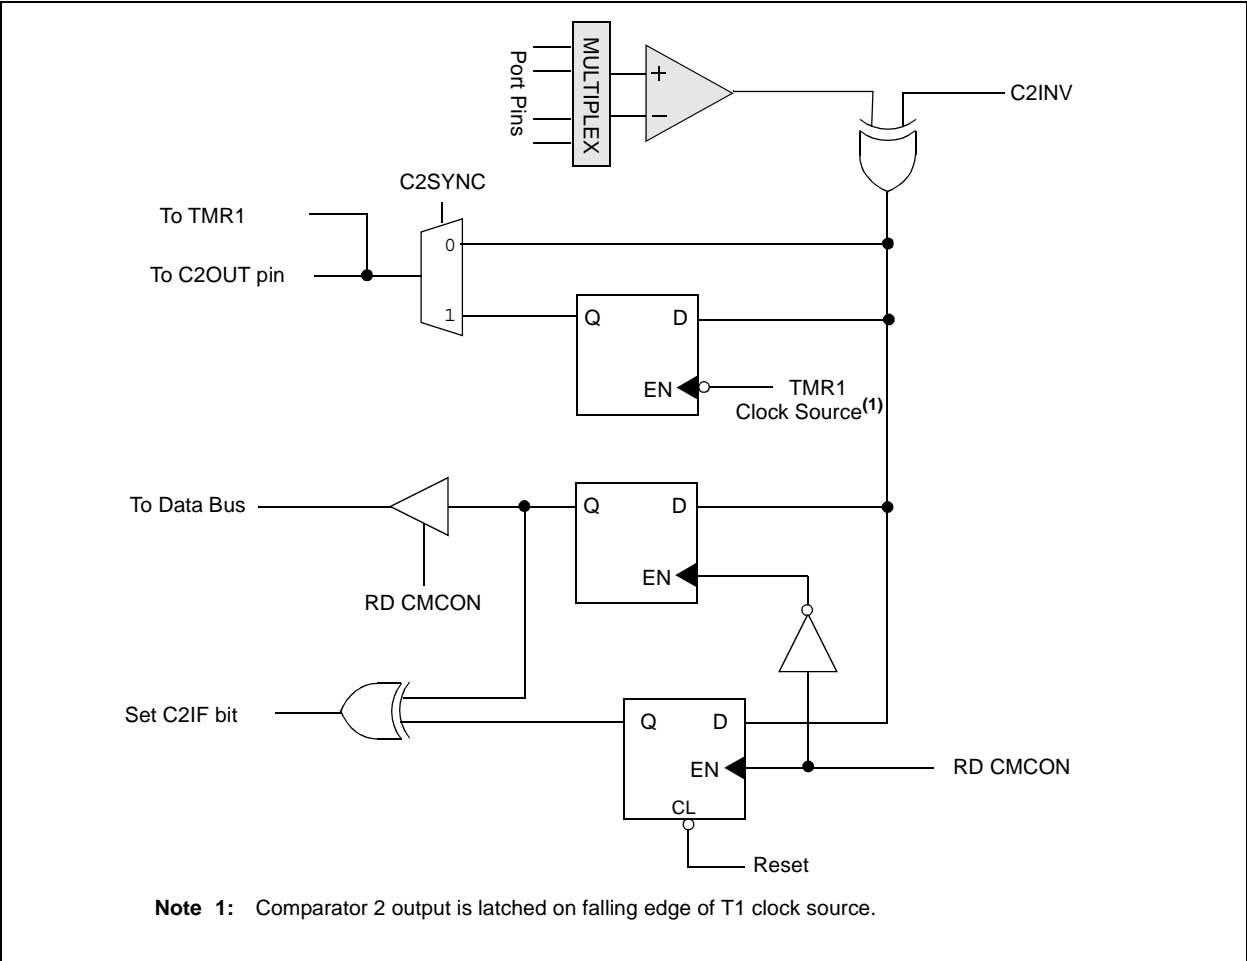 MULTIPLEX
Port Pins
+
−
C2INV
C2SYNC
To TMR1
0
To C2OUT pin
1
Q D
EN
TMR1
Clock Source(1)
To Data Bus
Q D
EN
RD CMCON
Set C2IF bit
Q D
EN
RD CMCON
CL
Reset
Note 1: Comparator 2 output is latched on falling edge of T1 clock source.